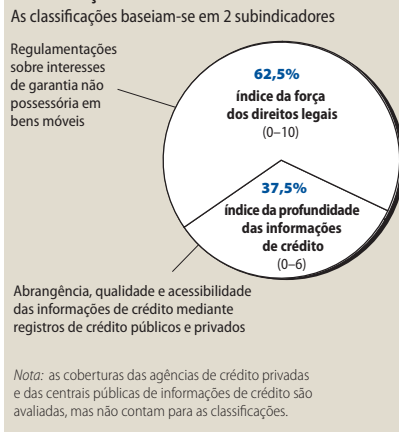 As classificações baseiam-se em 2 subindicadores
Regulamentações
sobre interesses
de garantia não
possessória em
bens móveis
62,5%
índice da força
dos direitos legais
(0–10)
37,5%
índice da profundidade
das informações
de crédito
(0–6)
Abrangência, qualidade e acessibilidade
das informações de crédito mediante
registros de crédito públicos e privados
Nota: as coberturas das agências de crédito privadas
e das centrais públicas de informações de crédito são
avaliadas, mas não contam para as classificações.